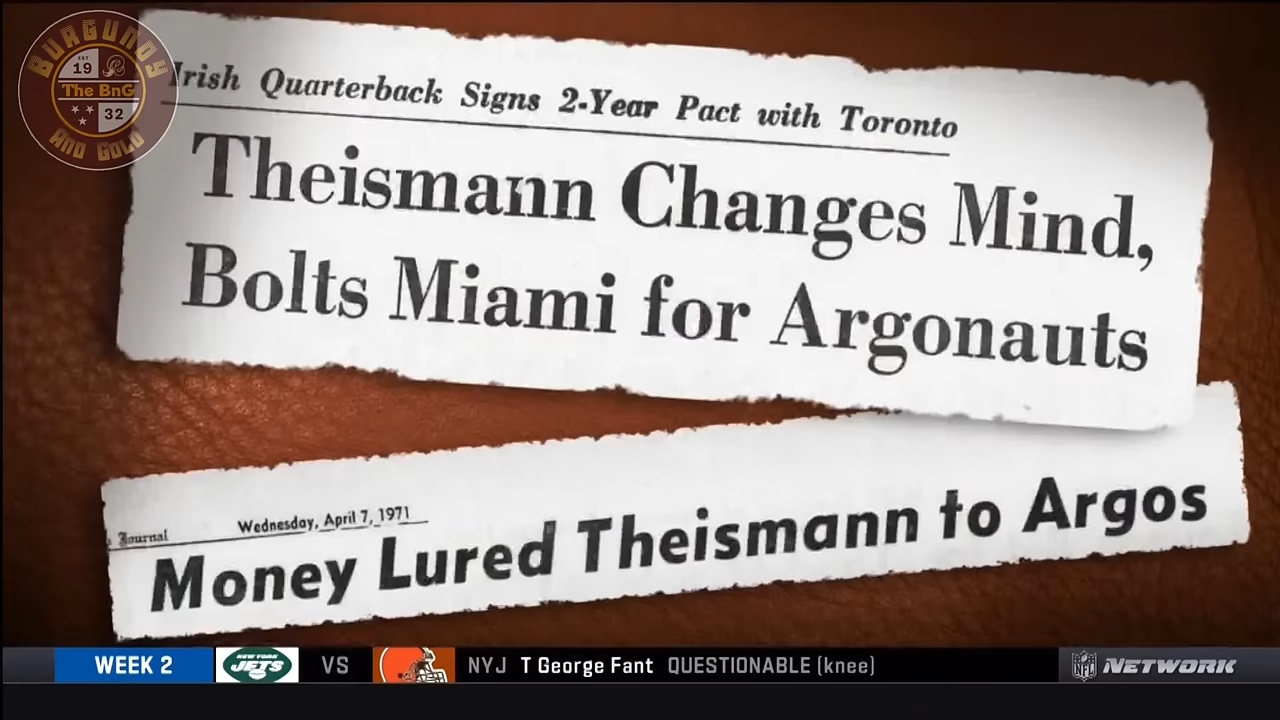 BURGUNDY
EST
19
The BnG
32
AND GOLD
Irish Quarterback Signs 2-Year Pact with Toronto
Theismann Changes Mind,
Bolts Miami for Argonauts
Journal
Wednesday, April 7, 1971
Money Lured Theismann to Argos
WEEK 2 NEW YORK JETS VS NYJ T George Fant QUESTIONABLE (knee) NFL NETWORK